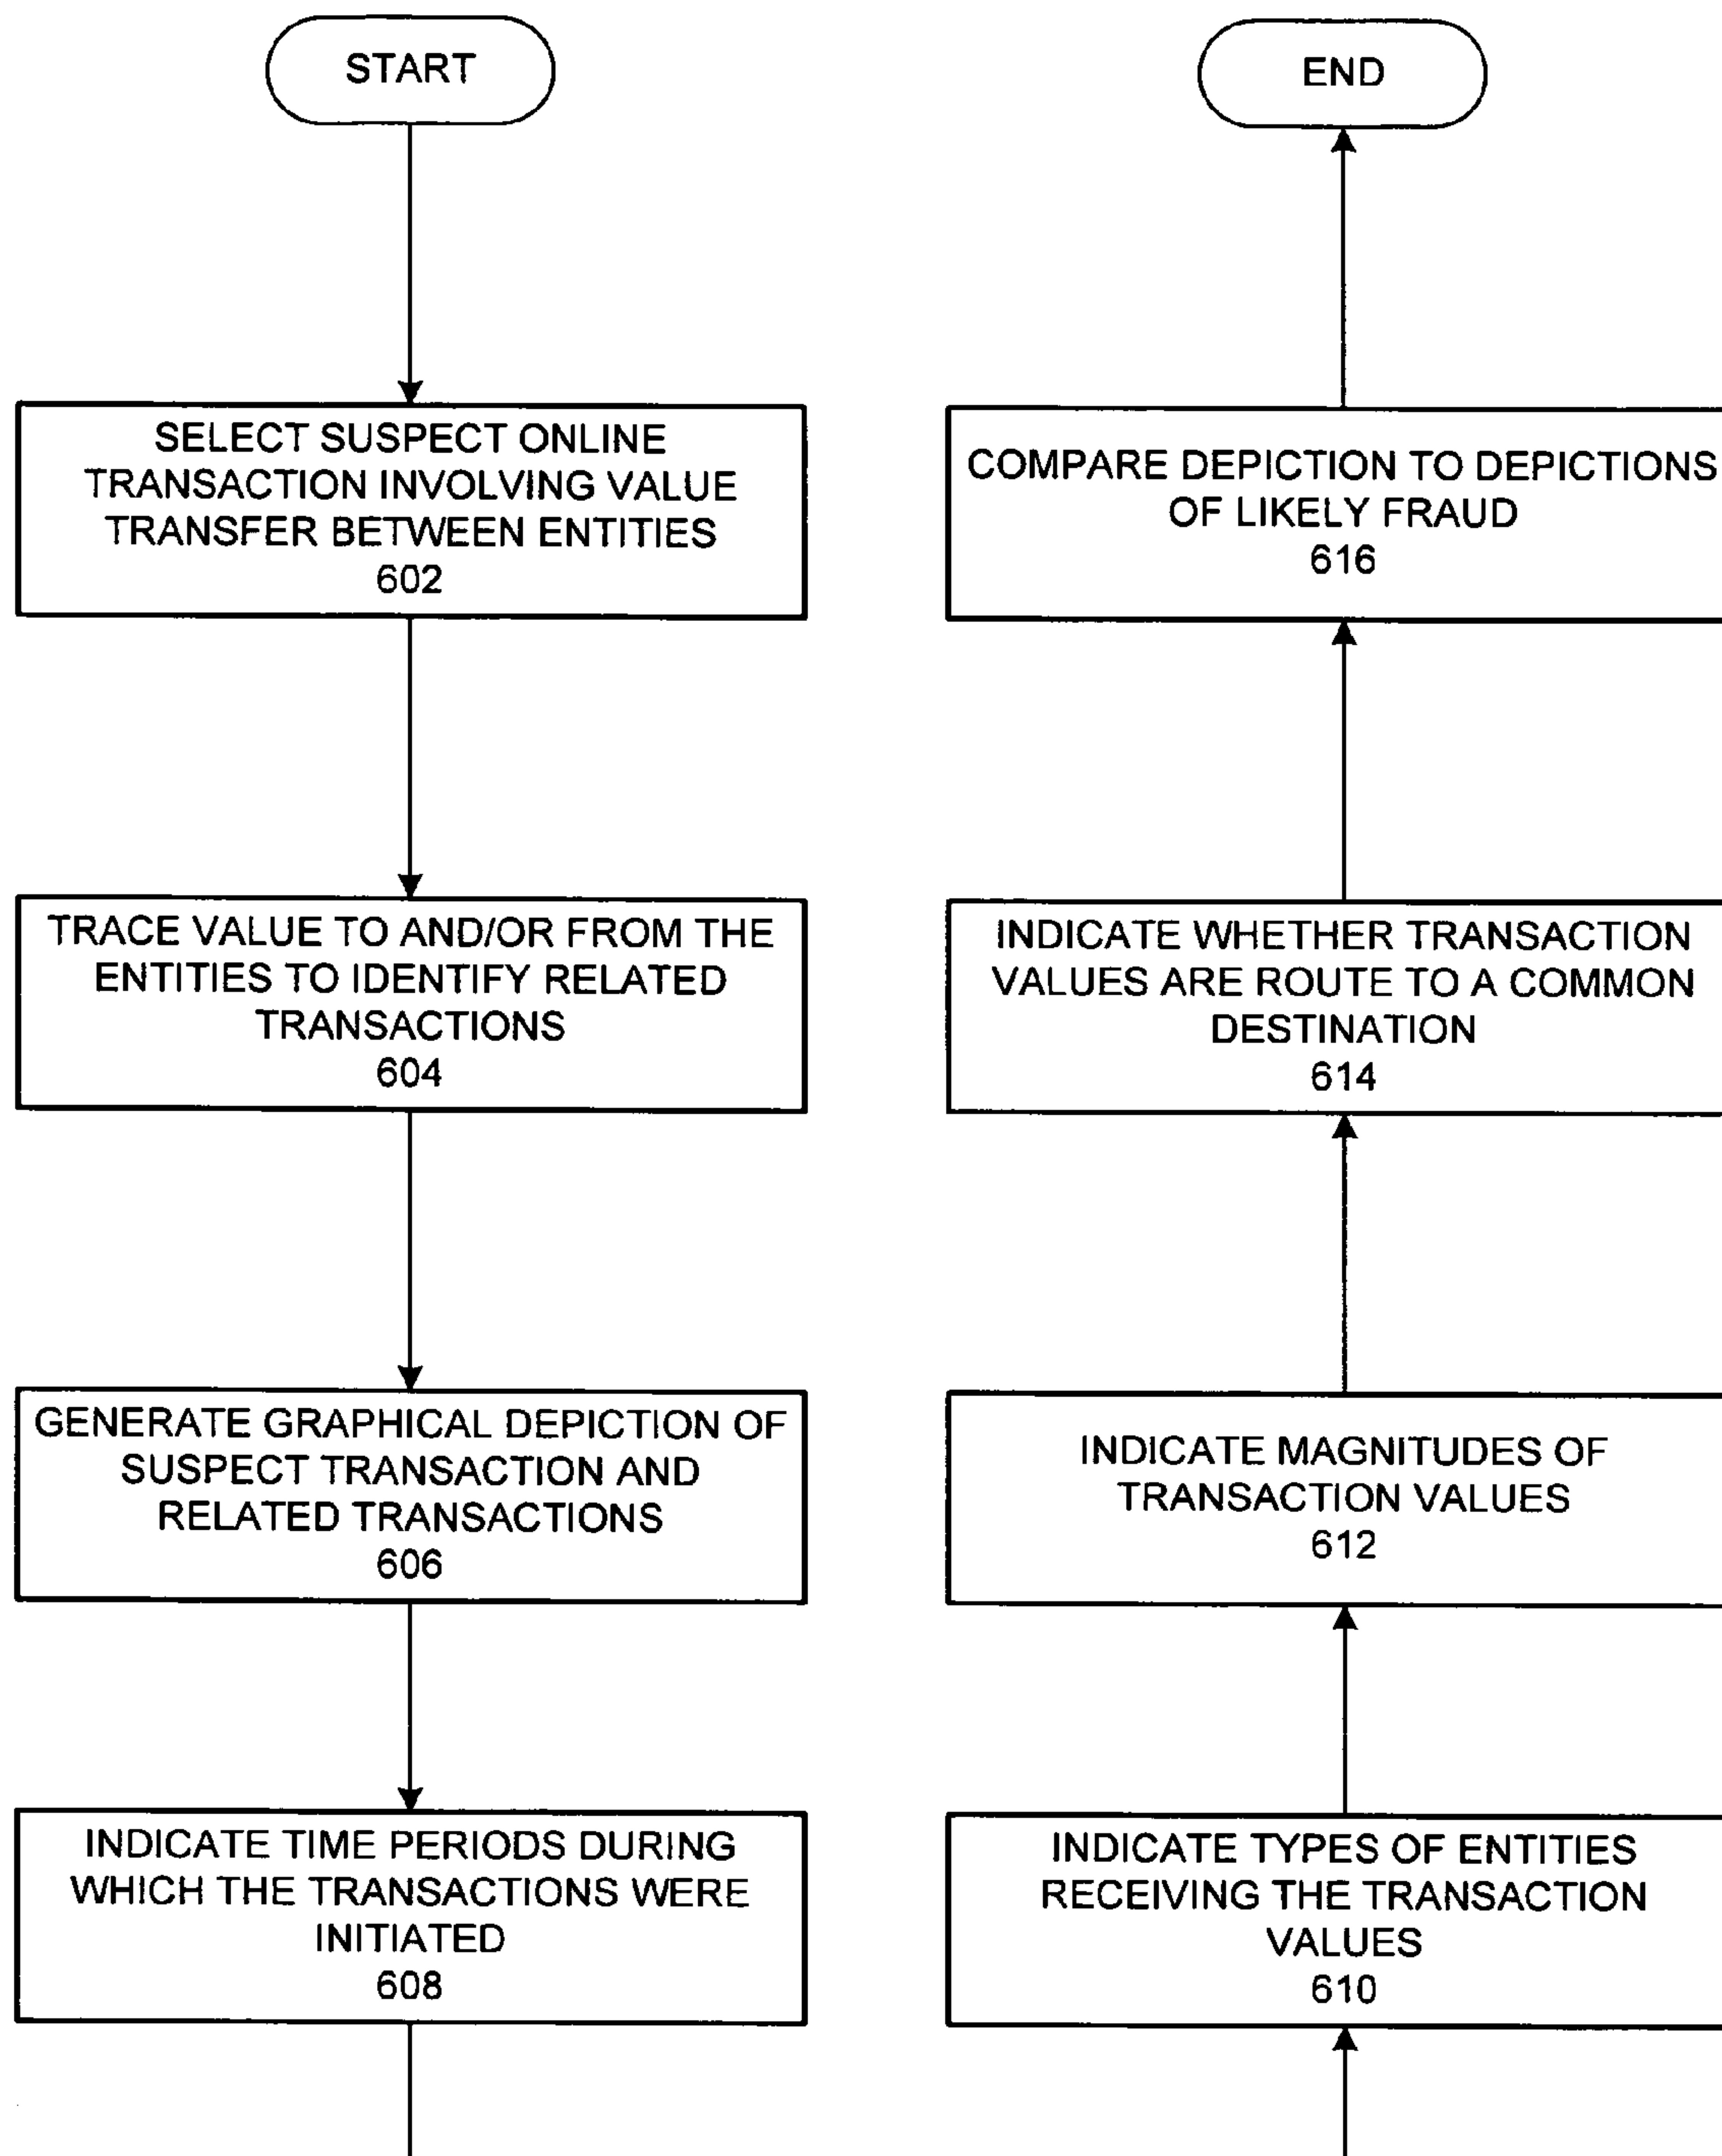 START
SELECT SUSPECT ONLINE
TRANSACTION INVOLVING VALUE
TRANSFER BETWEEN ENTITIES
602
TRACE VALUE TO AND/OR FROM THE
ENTITIES TO IDENTIFY RELATED
TRANSACTIONS
604
GENERATE GRAPHICAL DEPICTION OF
SUSPECT TRANSACTION AND
RELATED TRANSACTIONS
606
INDICATE TIME PERIODS DURING
WHICH THE TRANSACTIONS WERE
INITIATED
608
INDICATE TYPES OF ENTITIES
RECEIVING THE TRANSACTION
VALUES
610
INDICATE MAGNITUDES OF
TRANSACTION VALUES
612
INDICATE WHETHER TRANSACTION
VALUES ARE ROUTE TO A COMMON
DESTINATION
614
COMPARE DEPICTION TO DEPICTIONS
OF LIKELY FRAUD
616
END